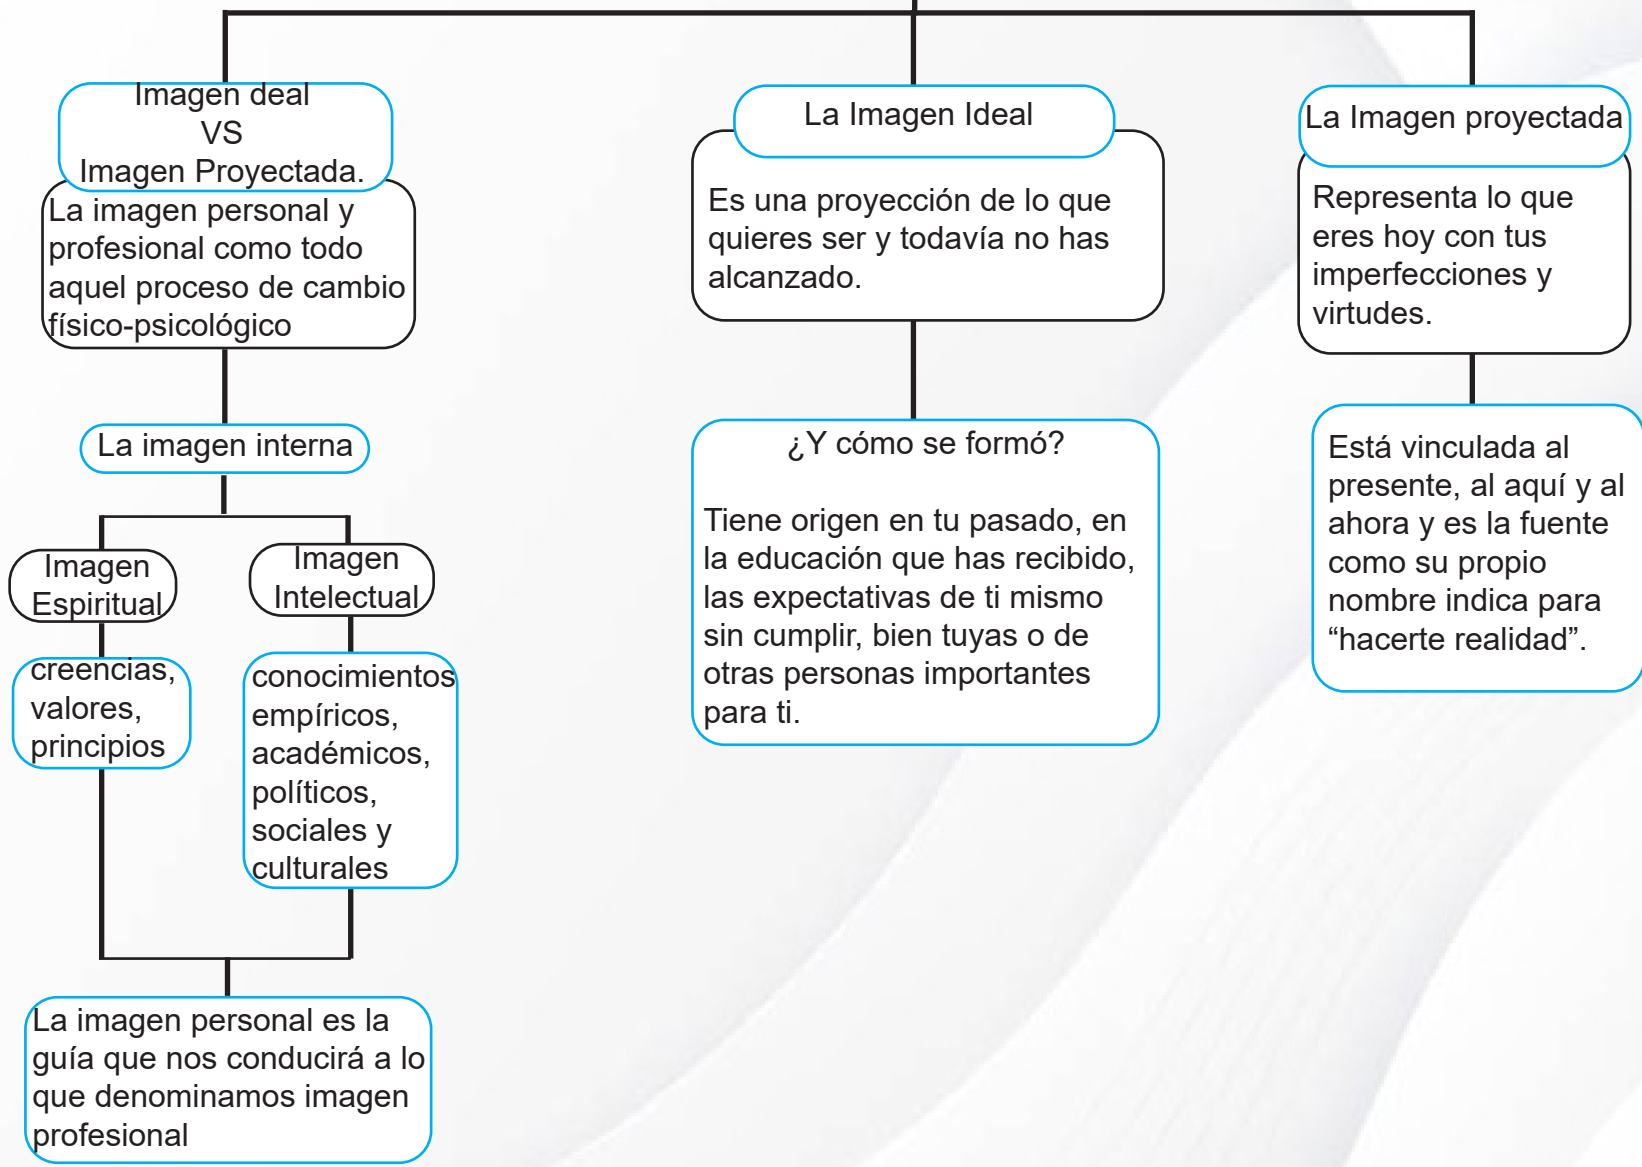 Imagen deal
VS
Imagen Proyectada.
La imagen personal y
profesional como todo
aquel proceso de cambio
físico-psicológico
La imagen interna
Imagen
Espiritual
creencias,
valores,
principios
Imagen
Intelectual
conocimientos
empíricos,
académicos,
políticos,
sociales y
culturales
La imagen personal es la
guía que nos conducirá a lo
que denominamos imagen
profesional
La Imagen Ideal
Es una proyección de lo que
quieres ser y todavía no has
alcanzado.
¿Y cómo se formó?
Tiene origen en tu pasado, en
la educación que has recibido,
las expectativas de ti mismo
sin cumplir, bien tuyas o de
otras personas importantes
para ti.
La Imagen proyectada
Representa lo que
eres hoy con tus
imperfecciones y
virtudes.
Está vinculada al
presente, al aquí y al
ahora y es la fuente
como su propio
nombre indica para
“hacerte realidad”.